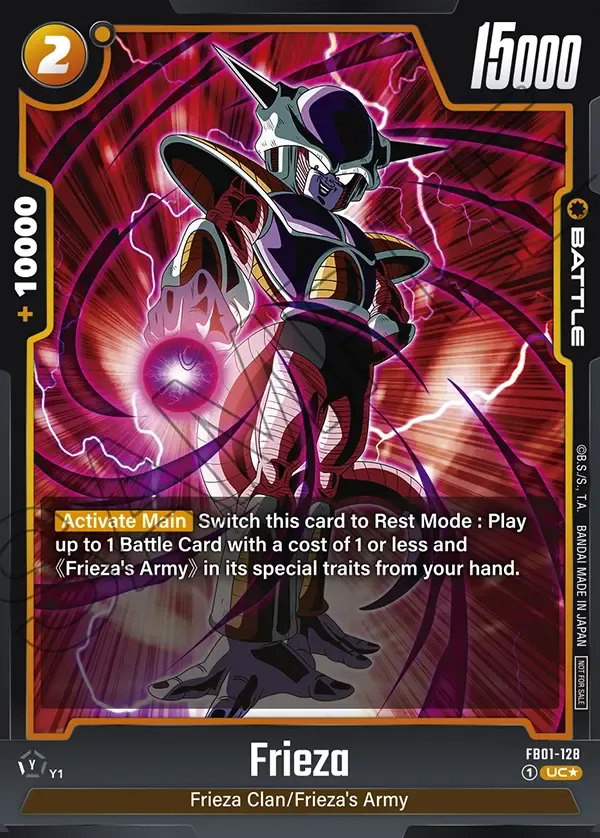 2
15000
+ 10000
BATTLE
Activate Main Switch this card to Rest Mode : Play
up to 1 Battle Card with a cost of 1 or less and
《Frieza's Army》 in its special traits from your hand.
©B.S./S., T.A. BANDAI MADE IN JAPAN
NOT FOR SALE
Frieza
FB01-128
Y Y1
1 UC★
Frieza Clan/Frieza's Army